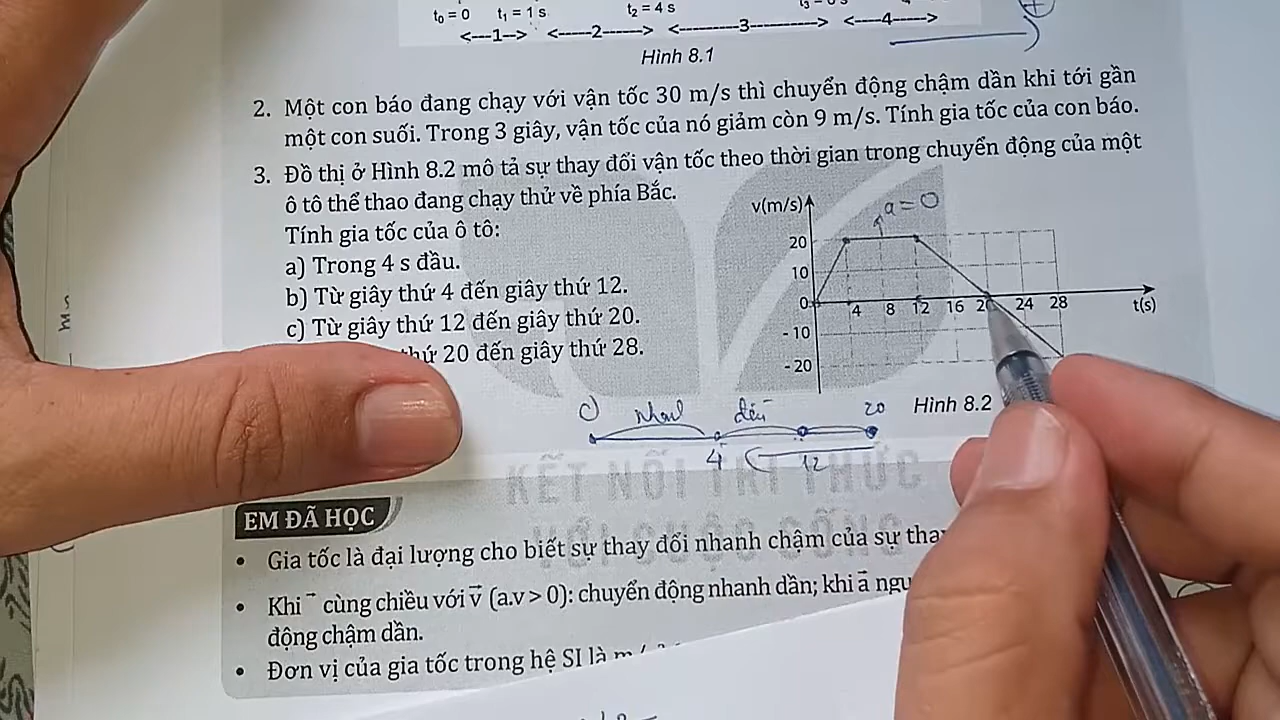 t₀ = 0 t₁ = 1 s t₂ = 4 s
<---1--> <-----2------> <---------3----------> <----4----->
Hình 8.1
2. Một con báo đang chạy với vận tốc 30 m/s thì chuyển động chậm dần khi tới gần
một con suối. Trong 3 giây, vận tốc của nó giảm còn 9 m/s. Tính gia tốc của con báo.
3. Đồ thị ở Hình 8.2 mô tả sự thay đổi vận tốc theo thời gian trong chuyển động của một
ô tô thể thao đang chạy thử về phía Bắc.
Tính gia tốc của ô tô:
a) Trong 4 s đầu.
b) Từ giây thứ 4 đến giây thứ 12.
c) Từ giây thứ 12 đến giây thứ 20.
thứ 20 đến giây thứ 28.
v(m/s) a = 0
20
10
0 4 8 12 16 20 24 28 t(s)
- 10
- 20
Hình 8.2
c) đều 20
4 12
KẾT NỐI TRI THỨC
VỚI CUỘC SỐNG
EM ĐÃ HỌC
• Gia tốc là đại lượng cho biết sự thay đổi nhanh chậm của sự
• Khi cùng chiều với v⃗ (a.v > 0): chuyển động nhanh dần; khi a⃗
động chậm dần.
• Đơn vị của gia tốc trong hệ SI là